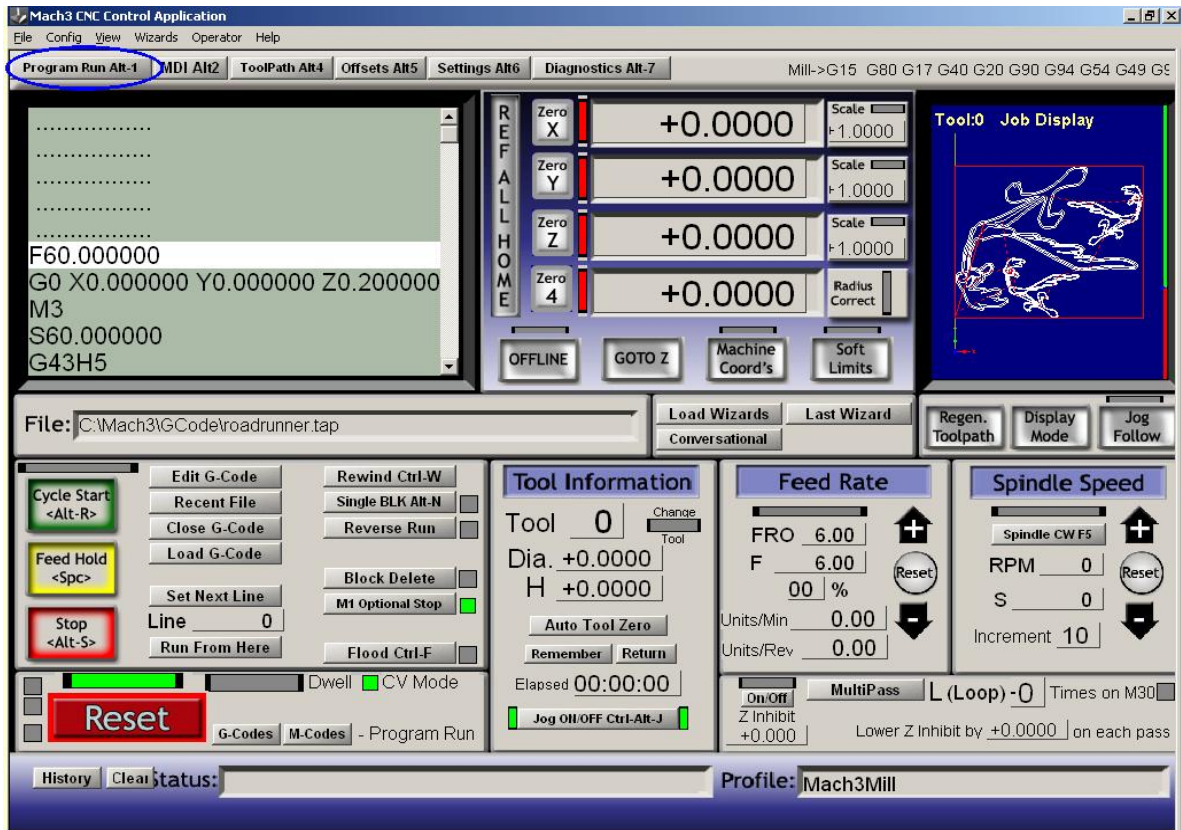 Mach3 CNC Control Application
File Config View Wizards Operator Help
Program Run Alt-1 MDI Alt2 ToolPath Alt4 Offsets Alt5 Settings Alt6 Diagnostics Alt-7 Mill->G15 G80 G17 G40 G20 G90 G94 G54 G49 G9
................
................
................
................
................
F60.000000
G0 X0.000000 Y0.000000 Z0.200000
M3
S60.000000
G43H5
REF ALL HOME
Zero X +0.0000 Scale +1.0000
Zero Y +0.0000 Scale +1.0000
Zero Z +0.0000 Scale +1.0000
Zero 4 +0.0000 Radius Correct
OFFLINE GOTO Z Machine Coord's Soft Limits
Tool:0 Job Display
File: C:\Mach3\GCode\roadrunner.tap
Load Wizards Last Wizard
Conversational
Regen. Toolpath Display Mode Jog Follow
Cycle Start
<Alt-R>
Feed Hold
<Spc>
Stop
<Alt-S>
Edit G-Code
Recent File
Close G-Code
Load G-Code
Set Next Line
Line 0
Run From Here
Rewind Ctrl-W
Single BLK Alt-N
Reverse Run
Block Delete
M1 Optional Stop
Flood Ctrl-F
Dwell CV Mode
Reset
G-Codes M-Codes - Program Run
Tool Information
Tool 0 Change Tool
Dia. +0.0000
H +0.0000
Auto Tool Zero
Remember Return
Elapsed 00:00:00
Jog ON/OFF Ctrl-Alt-J
Feed Rate
FRO 6.00
F 6.00
00 %
Reset
Units/Min 0.00
Units/Rev 0.00
Spindle Speed
Spindle CW F5
RPM 0
Reset
S 0
Increment 10
On/Off MultiPass L (Loop) -0 Times on M30
Z Inhibit
+0.000 Lower Z Inhibit by +0.0000 on each pass
History Clear Status: Profile: Mach3Mill